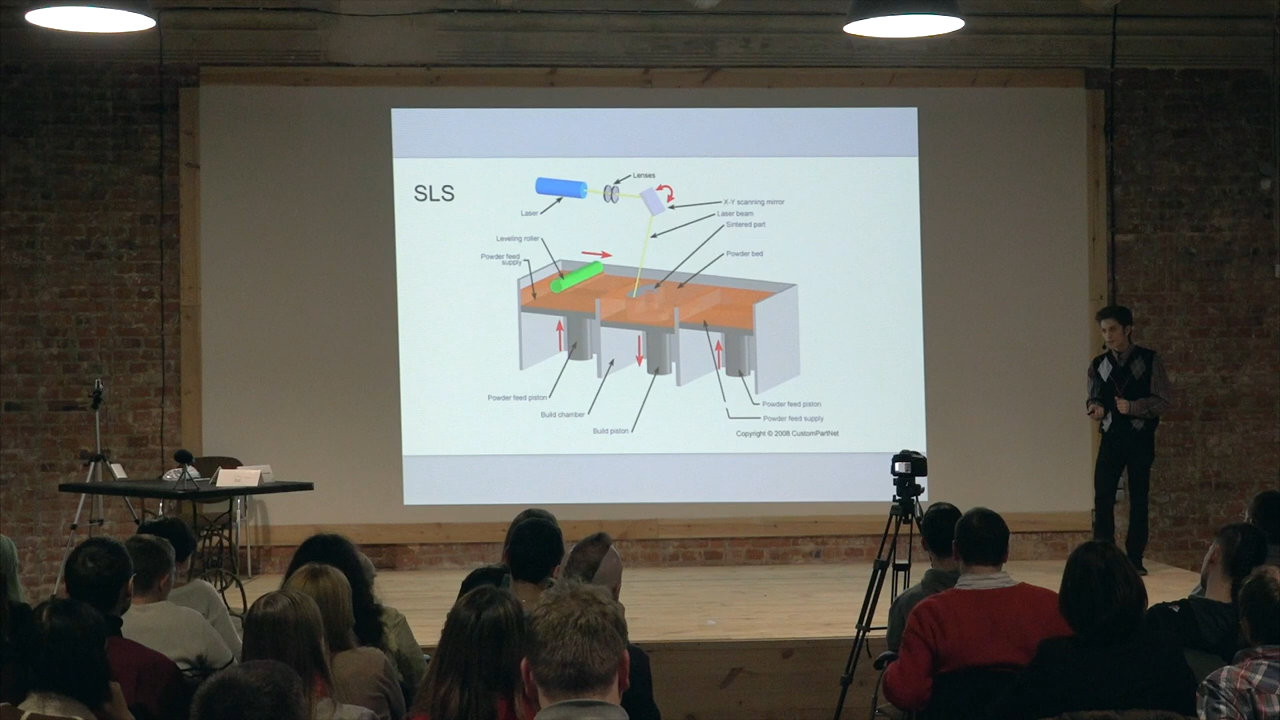 SLS
Lenses
Laser
X-Y scanning mirror
Laser beam
Sintered part
Leveling roller
Powder feed
supply
Powder bed
Powder feed piston
Build chamber
Build piston
Powder feed piston
Powder feed supply
Copyright © 2008 CustomPartNet